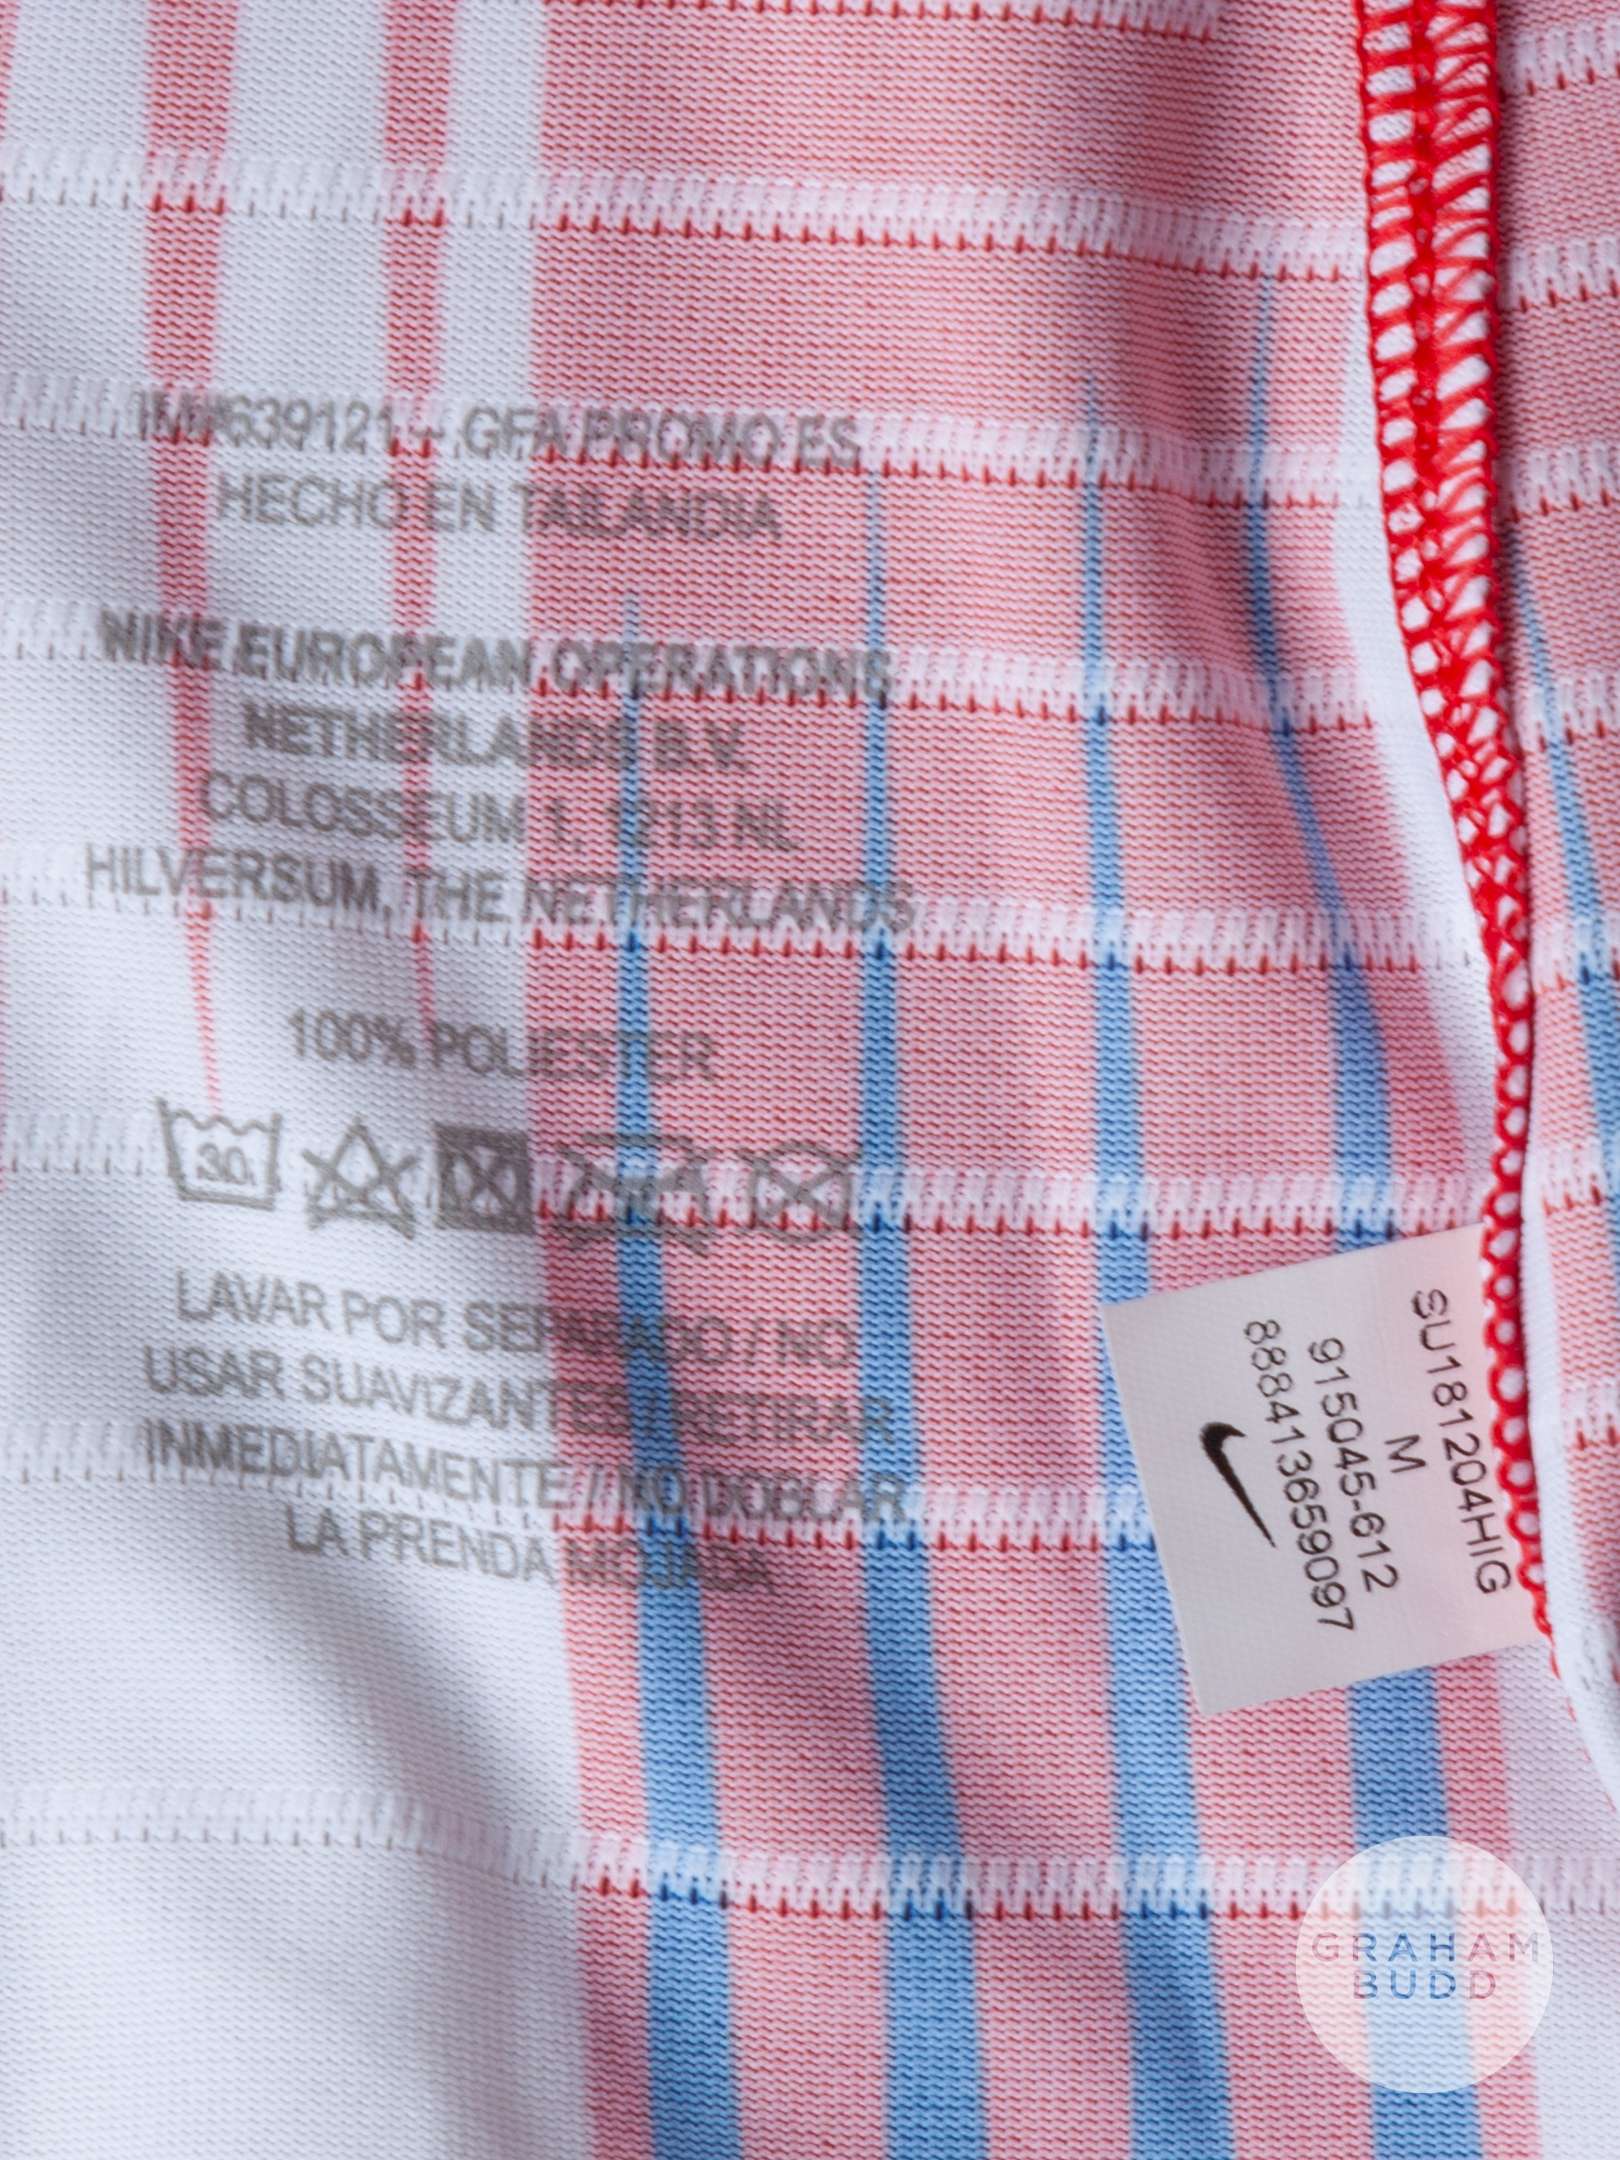 IM#639121 - GFA PROMO ES
HECHO EN TAILANDIA
NIKE EUROPEAN OPERATIONS
NETHERLANDS B.V.
COLOSSEUM 1, 1213 NL
HILVERSUM, THE NETHERLANDS
100% POLIESTER
30
LAVAR POR SEPARADO / NO
USAR SUAVIZANTES / RETIRAR
INMEDIATAMENTE / NO DOBLAR
LA PRENDA MOJADA
SU181204HIG
M
915045-612
888413659097
GRAHAM
BUDD